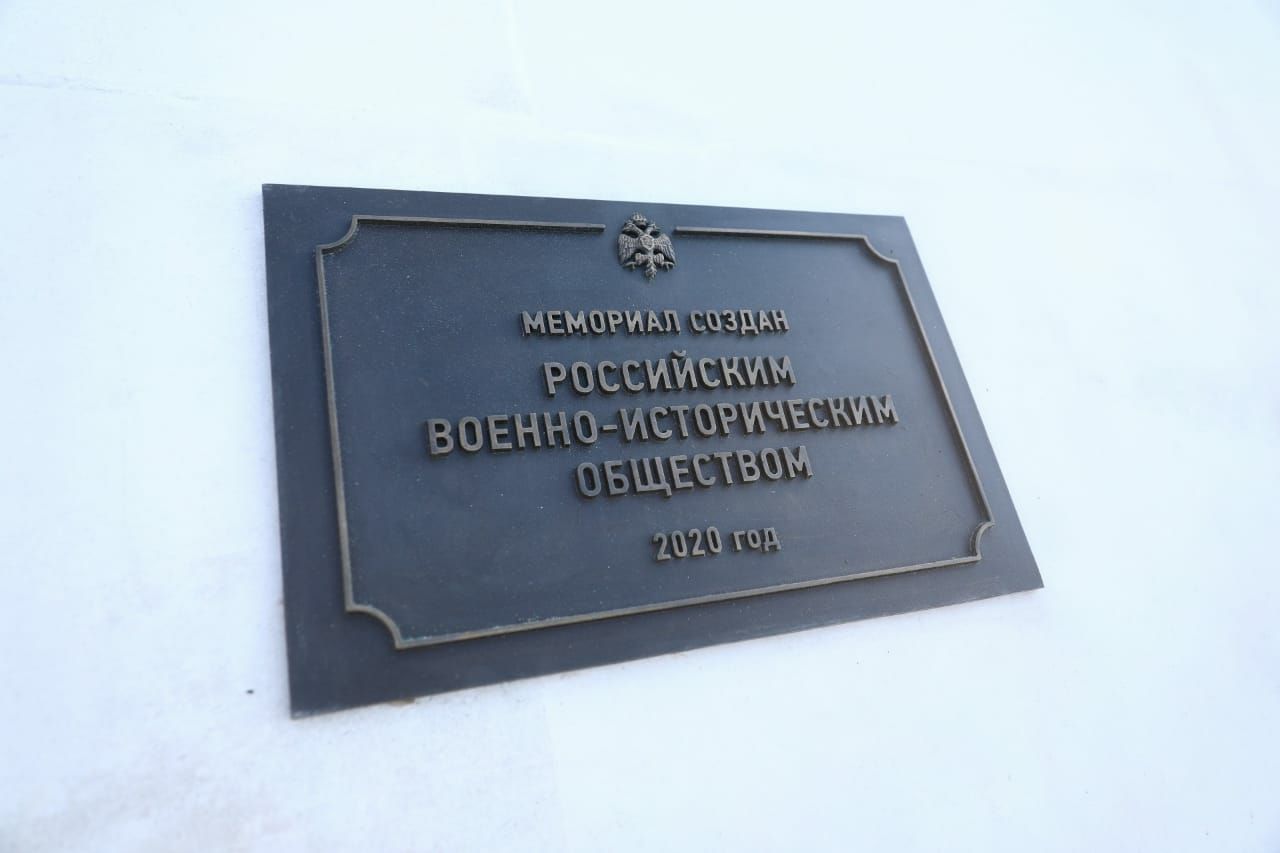 МЕМОРИАЛ СОЗДАН
РОССИЙСКИМ
ВОЕННО-ИСТОРИЧЕСКИМ
ОБЩЕСТВОМ
2020 год